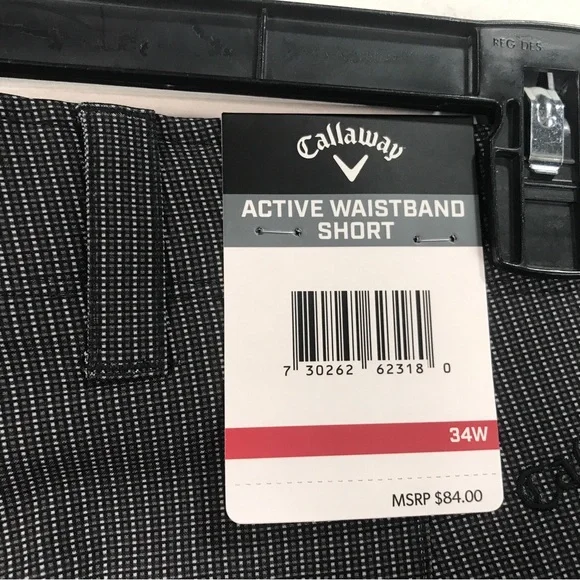 REG DES
Callaway
ACTIVE WAISTBAND
SHORT
7 30262 62318 0
34W
MSRP $84.00